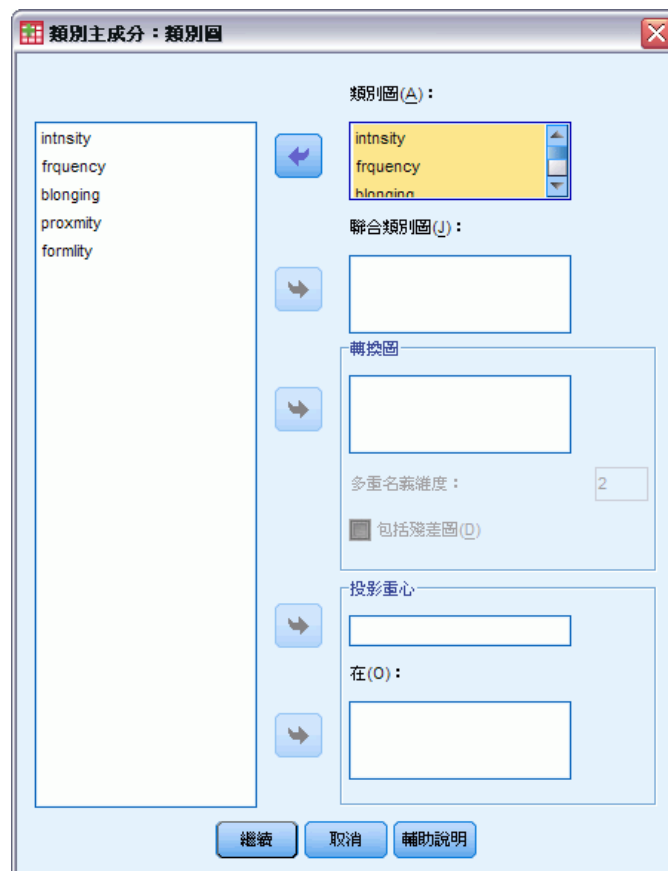 類別主成分：類別圖
類別圖(A)：
intnsity
frquency
blonging
proxmity
formlity
intnsity
frquency
blonging
聯合類別圖(J)：
轉換圖
多重名義維度：
2
包括殘差圖(D)
投影重心
在(O)：
繼續
取消
輔助說明